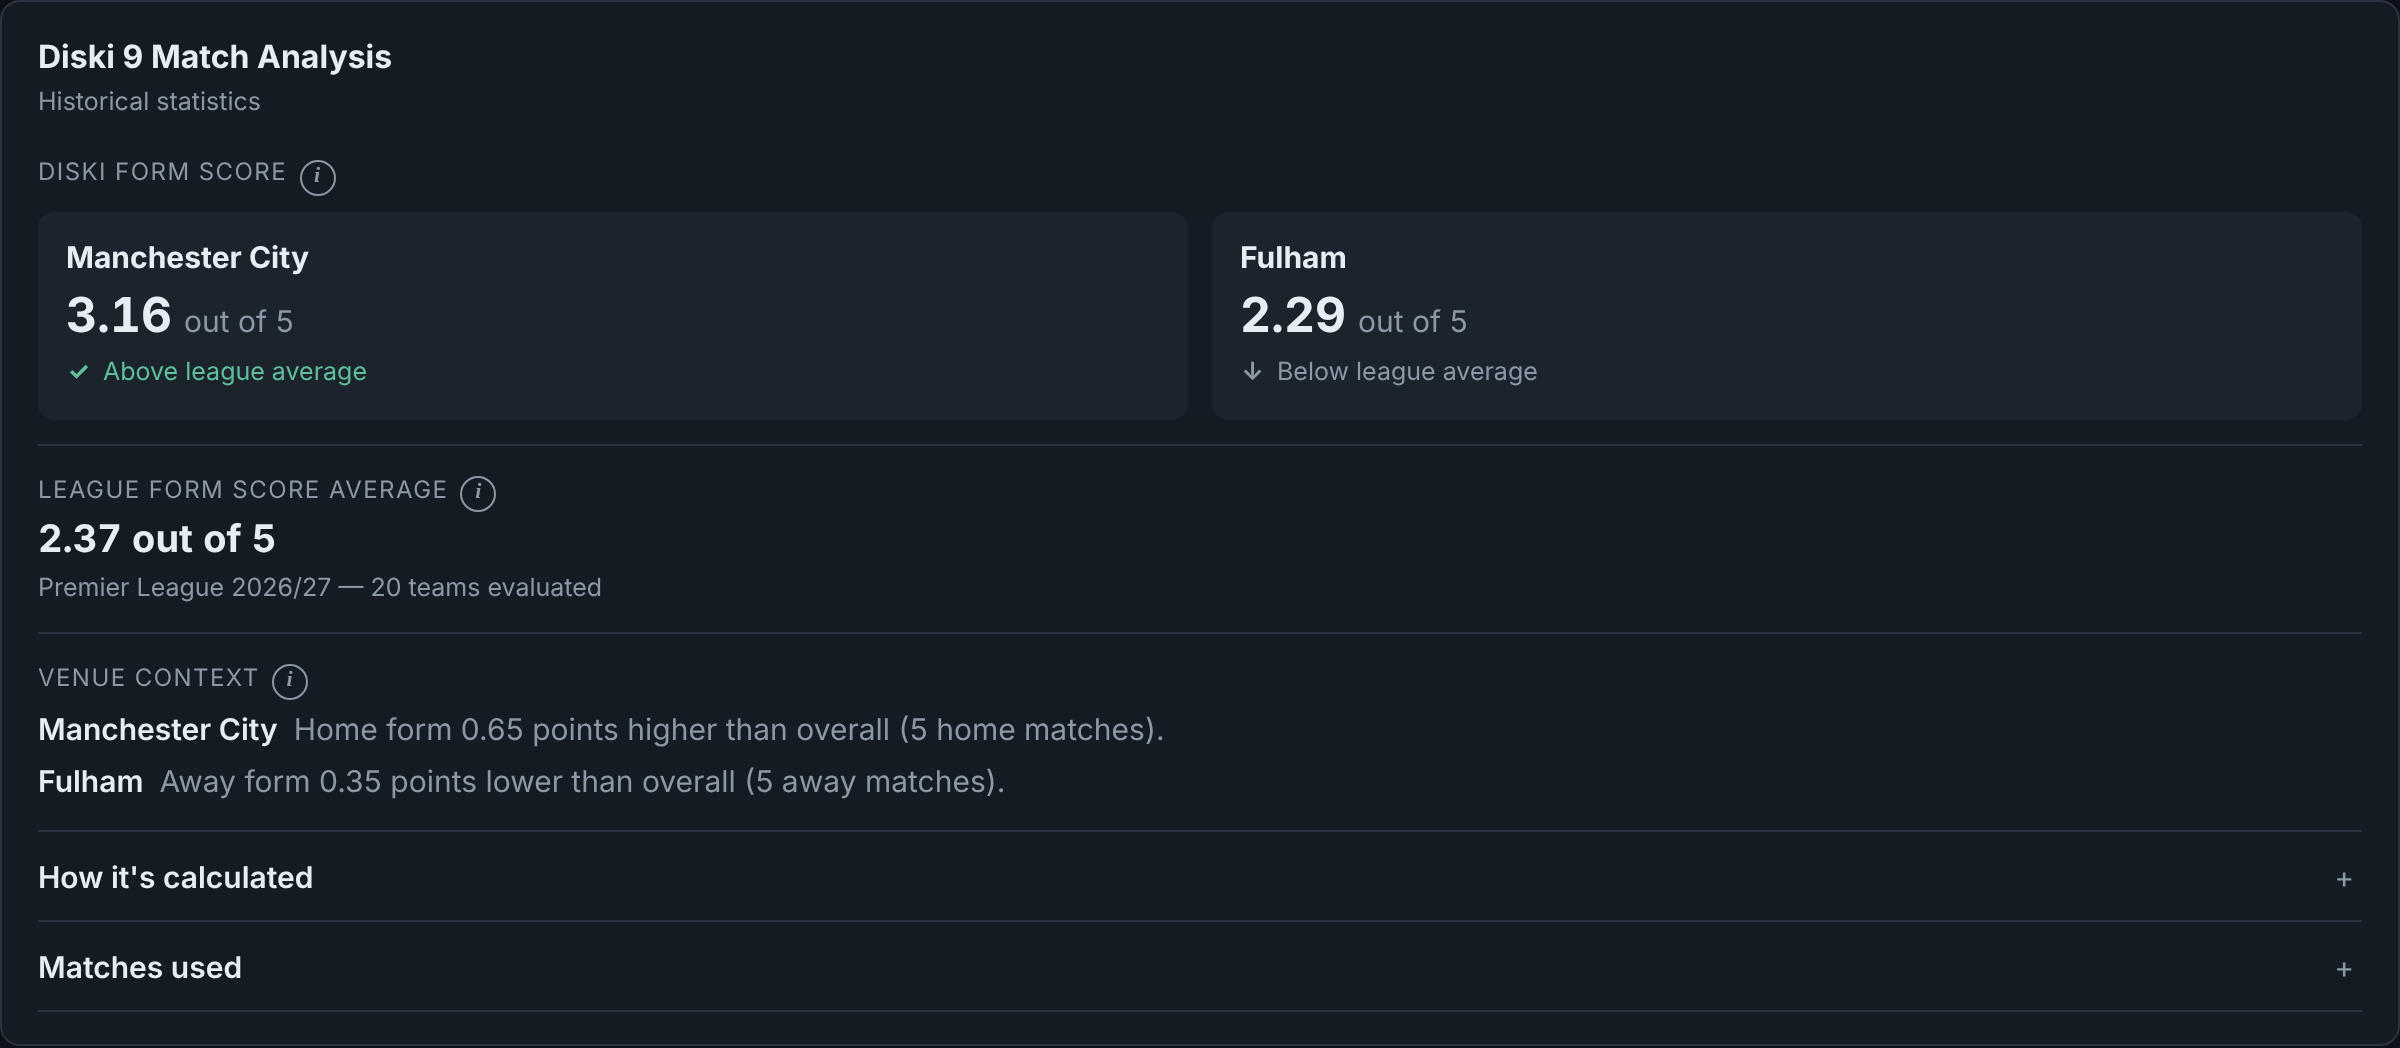 Diski 9 Match Analysis
Historical statistics
DISKI FORM SCORE i
Manchester City
3.16 out of 5
✓ Above league average
Fulham
2.29 out of 5
↓ Below league average
LEAGUE FORM SCORE AVERAGE i
2.37 out of 5
Premier League 2026/27 — 20 teams evaluated
VENUE CONTEXT i
Manchester City Home form 0.65 points higher than overall (5 home matches).
Fulham Away form 0.35 points lower than overall (5 away matches).
How it's calculated +
Matches used +